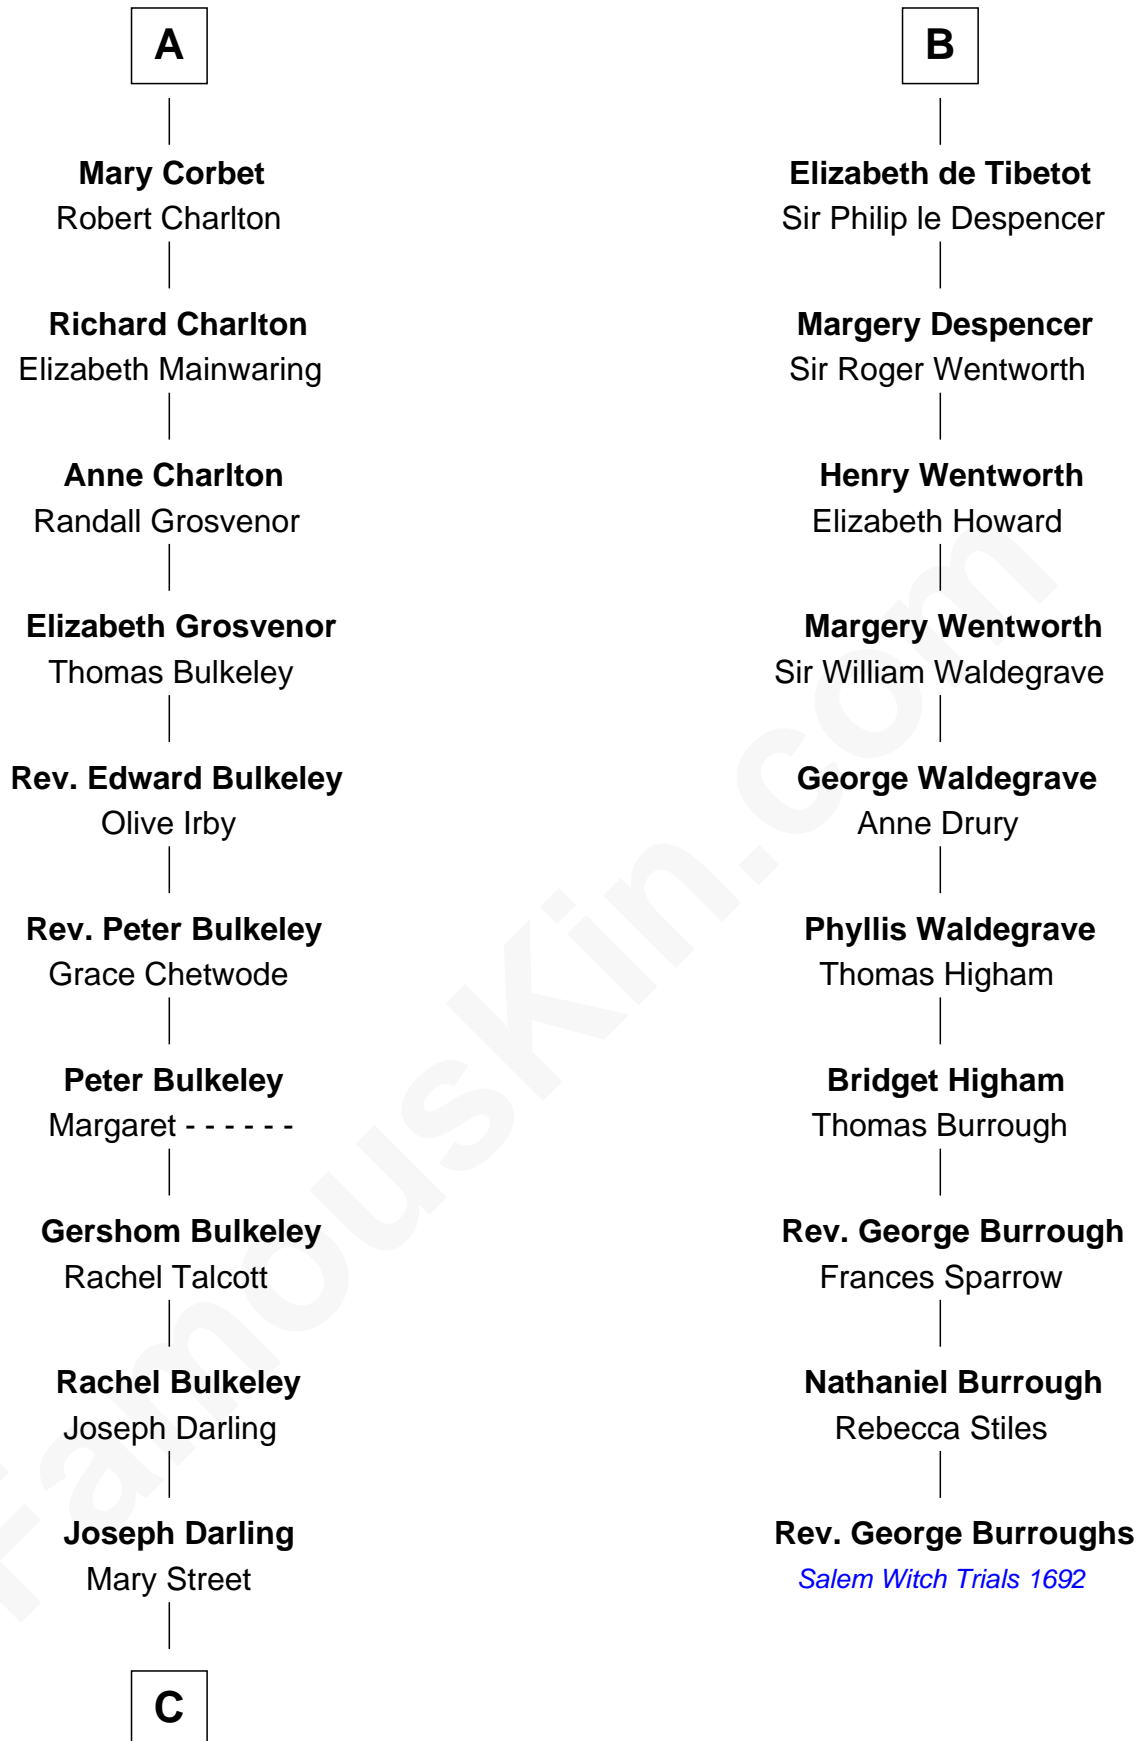 A
Mary Corbet
Robert Charlton
Richard Charlton
Elizabeth Mainwaring
Anne Charlton
Randall Grosvenor
Elizabeth Grosvenor
Thomas Bulkeley
Rev. Edward Bulkeley
Olive Irby
Rev. Peter Bulkeley
Grace Chetwode
Peter Bulkeley
Margaret - - - - - -
Gershom Bulkeley
Rachel Talcott
Rachel Bulkeley
Joseph Darling
Joseph Darling
Mary Street
C
B
Elizabeth de Tibetot
Sir Philip le Despencer
Margery Despencer
Sir Roger Wentworth
Henry Wentworth
Elizabeth Howard
Margery Wentworth
Sir William Waldegrave
George Waldegrave
Anne Drury
Phyllis Waldegrave
Thomas Higham
Bridget Higham
Thomas Burrough
Rev. George Burrough
Frances Sparrow
Nathaniel Burrough
Rebecca Stiles
Rev. George Burroughs
Salem Witch Trials 1692
FamousKin.com